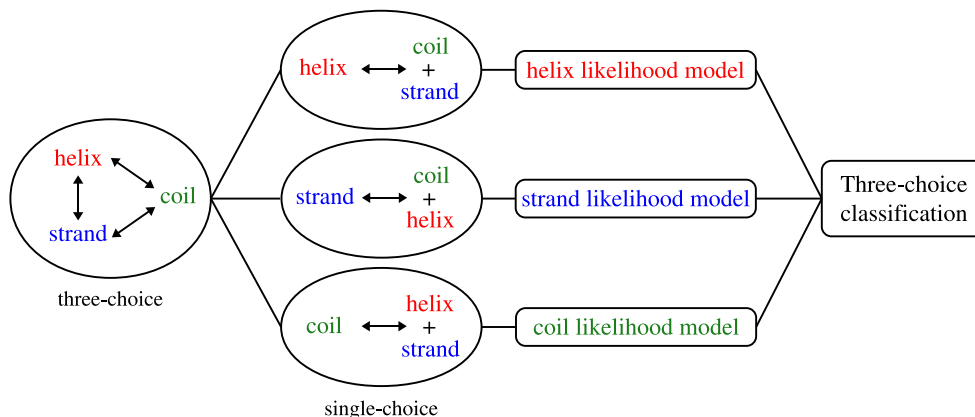 helix
coil
strand
three-choice
helix
coil
+
strand
strand
coil
+
helix
coil
helix
+
strand
single-choice
helix likelihood model
strand likelihood model
coil likelihood model
Three-choice
classification